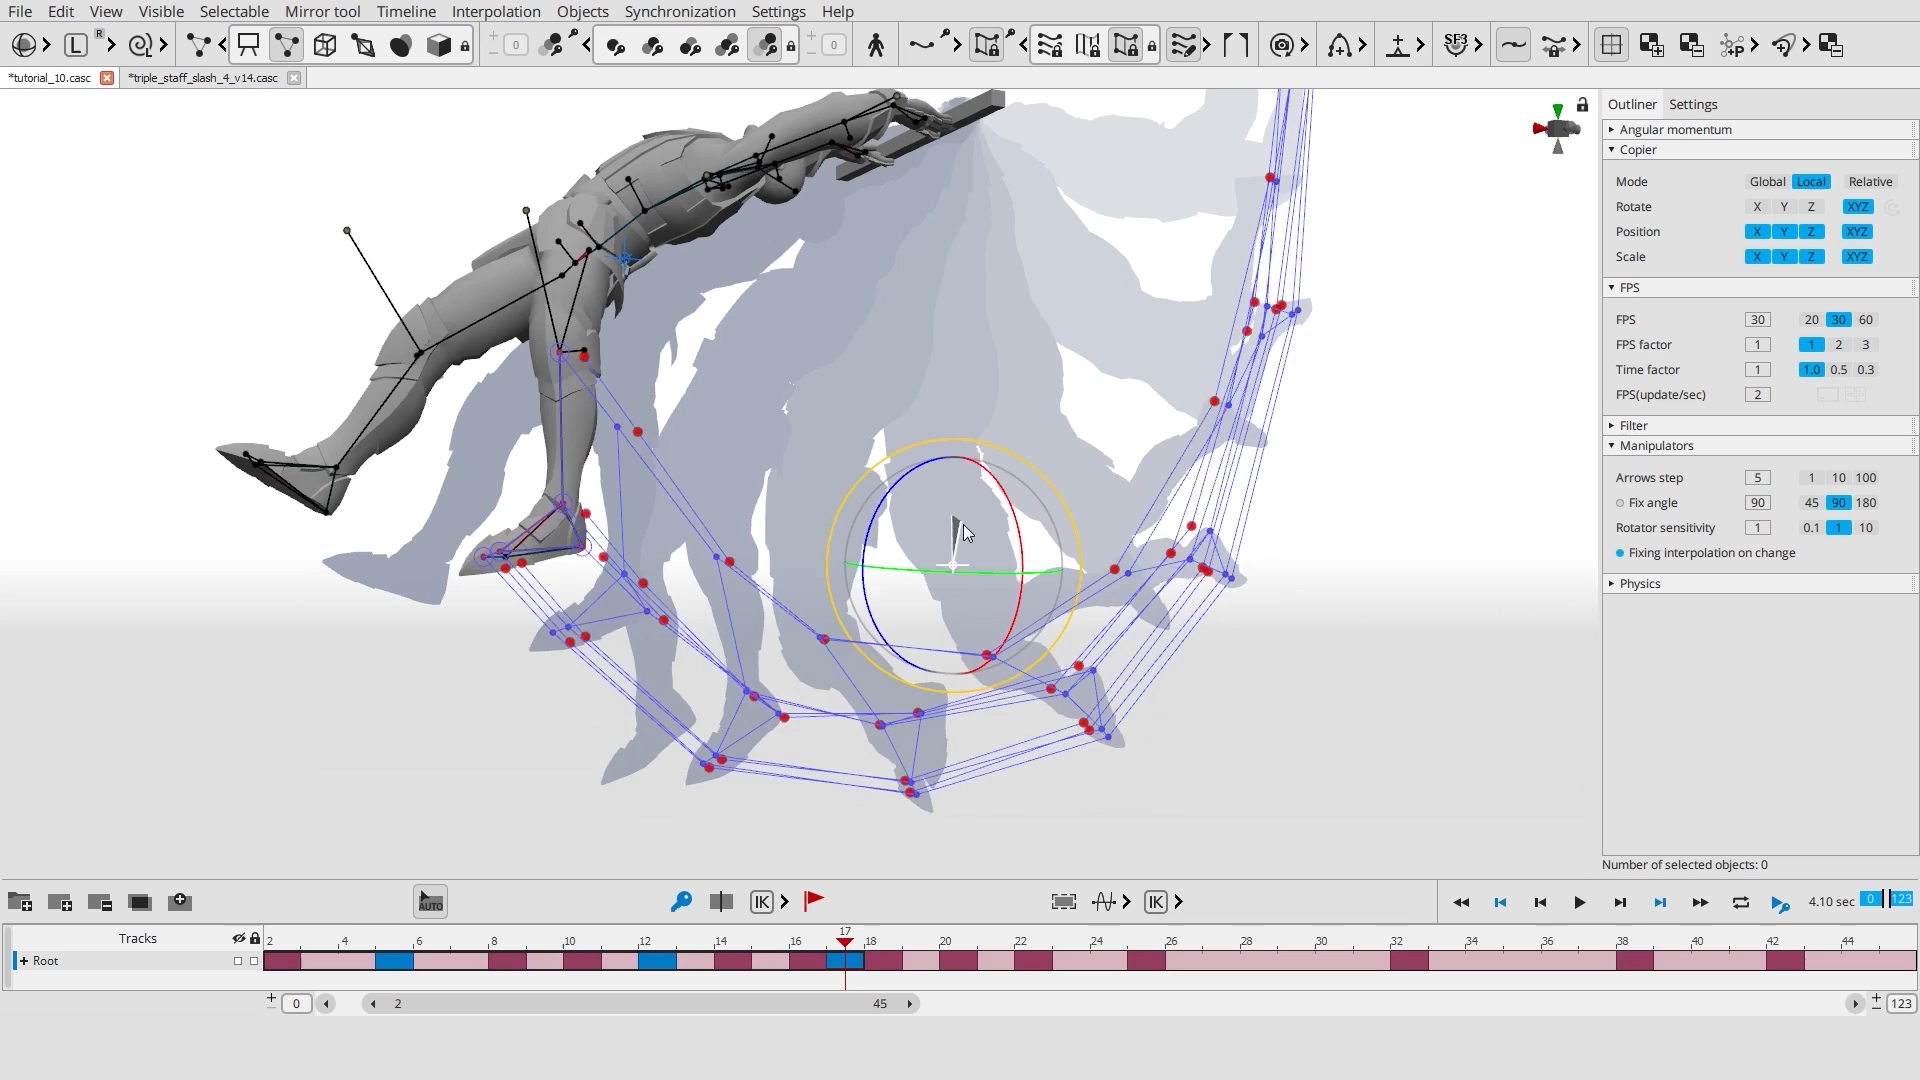 File Edit View Visible Selectable Mirror tool Timeline Interpolation Objects Synchronization Settings Help
L R 0 0 SF3 +P
*tutorial_10.casc *triple_staff_slash_4_v14.casc
Outliner Settings
Angular momentum
Copier
Mode Global Local Relative
Rotate X Y Z XYZ
Position X Y Z XYZ
Scale X Y Z XYZ
FPS
FPS 30 20 30 60
FPS factor 1 1 2 3
Time factor 1 1.0 0.5 0.3
FPS(update/sec) 2
Filter
Manipulators
Arrows step 5 1 10 100
Fix angle 90 45 90 180
Rotator sensitivity 1 0.1 1 10
Fixing interpolation on change
Physics
Number of selected objects: 0
AUTO IK IK 4.10 sec 0 123
17
Tracks 2 4 6 8 10 12 14 16 18 20 22 24 26 28 30 32 34 36 38 40 42 44
+ Root
0 2 45 123